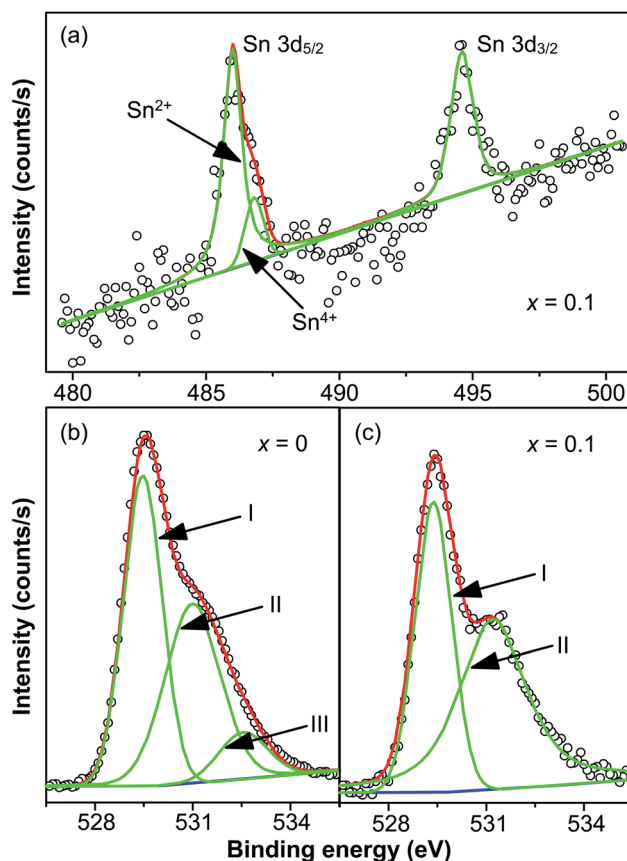 (a)
Sn 3d5/2
Sn 3d3/2
Sn2+
Sn4+
x = 0.1
Intensity (counts/s)
480
485
490
495
500
(b)
x = 0
I
II
III
(c)
x = 0.1
I
II
Intensity (counts/s)
528
531
534
528
531
534
Binding energy (eV)